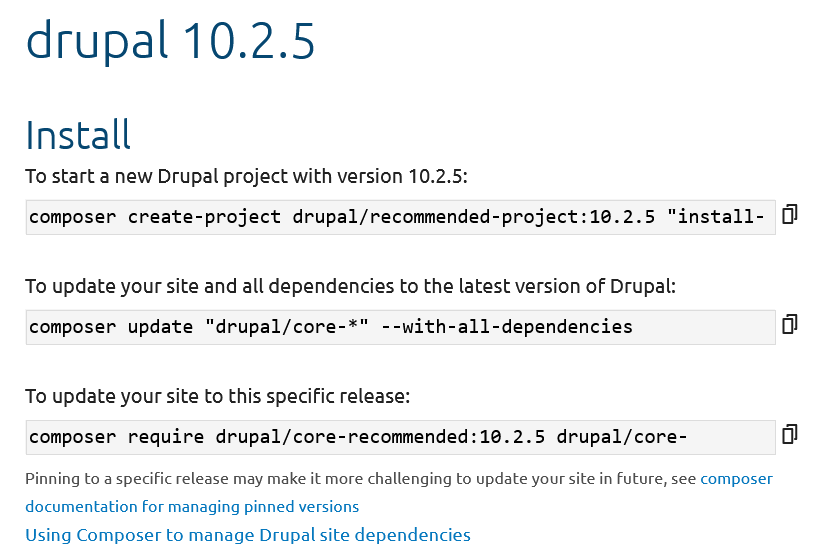 drupal 10.2.5
Install
To start a new Drupal project with version 10.2.5:
composer create-project drupal/recommended-project:10.2.5 "install-
To update your site and all dependencies to the latest version of Drupal:
composer update "drupal/core-*" --with-all-dependencies
To update your site to this specific release:
composer require drupal/core-recommended:10.2.5 drupal/core-
Pinning to a specific release may make it more challenging to update your site in future, see composer
documentation for managing pinned versions
Using Composer to manage Drupal site dependencies